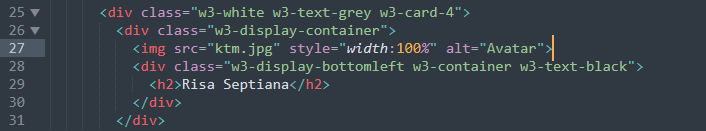 25 <div class="w3-white w3-text-grey w3-card-4">
26 <div class="w3-display-container">
27 <img src="ktm.jpg" style="width:100%" alt="Avatar">
28 <div class="w3-display-bottomleft w3-container w3-text-black">
29 <h2>Risa Septiana</h2>
30 </div>
31 </div>